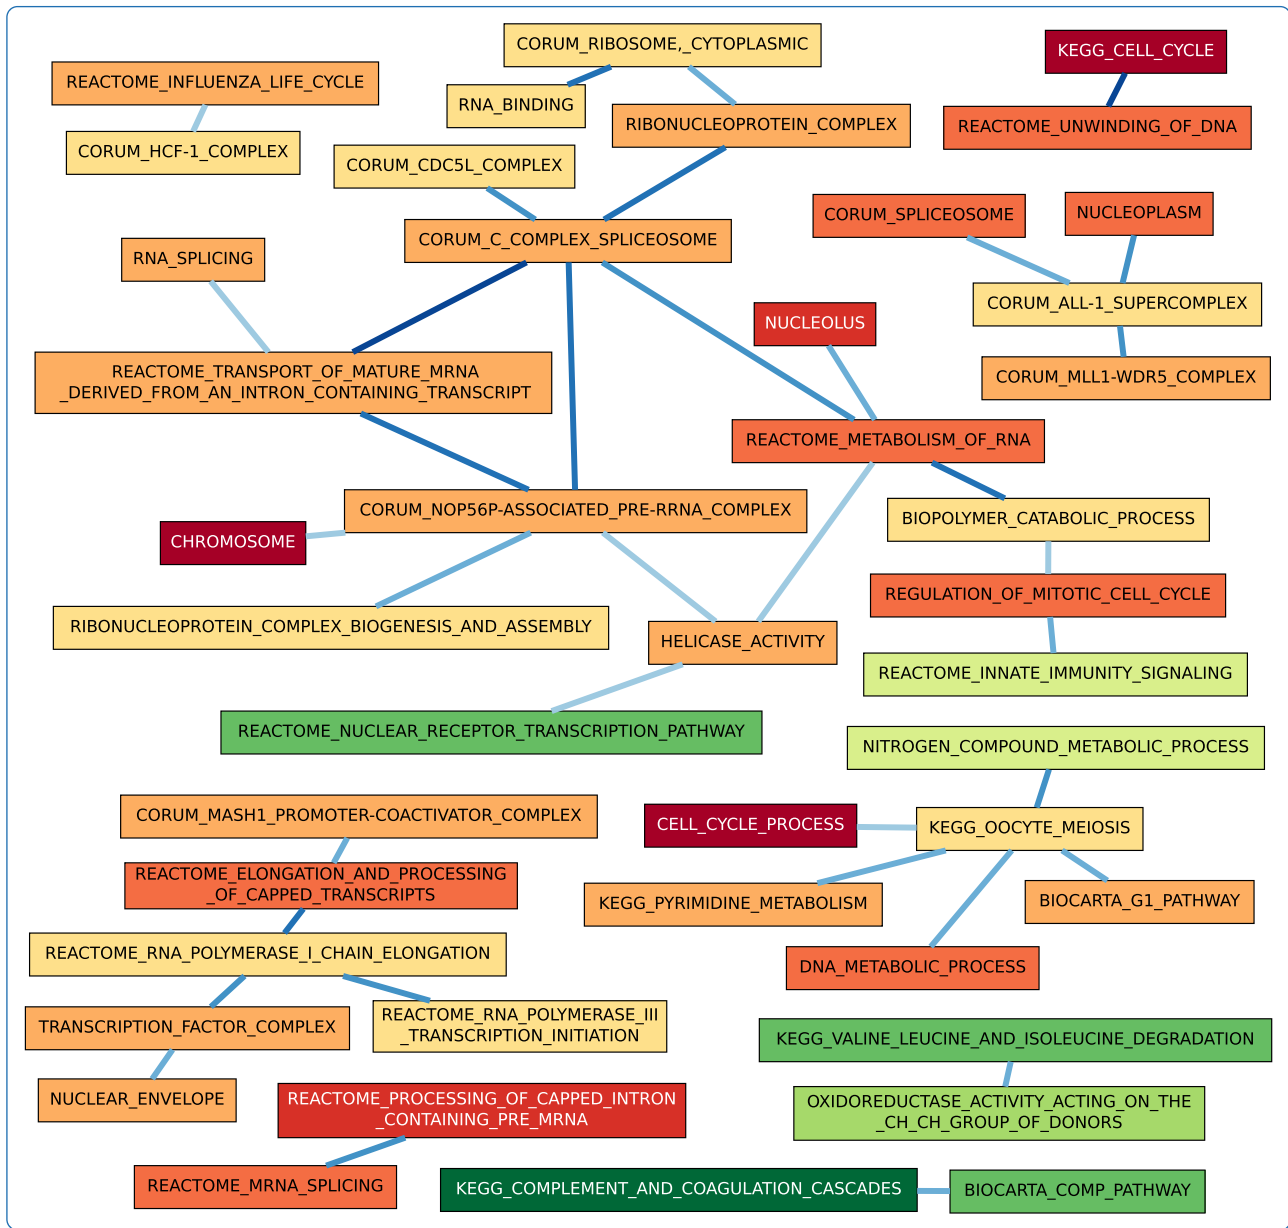 CORUM_RIBOSOME,_CYTOPLASMIC
KEGG_CELL_CYCLE
REACTOME_INFLUENZA_LIFE_CYCLE
RNA_BINDING
RIBONUCLEOPROTEIN_COMPLEX
REACTOME_UNWINDING_OF_DNA
CORUM_HCF-1_COMPLEX
CORUM_CDC5L_COMPLEX
CORUM_SPLICEOSOME
NUCLEOPLASM
CORUM_C_COMPLEX_SPLICEOSOME
RNA_SPLICING
CORUM_ALL-1_SUPERCOMPLEX
NUCLEOLUS
REACTOME_TRANSPORT_OF_MATURE_MRNA
_DERIVED_FROM_AN_INTRON_CONTAINING_TRANSCRIPT
CORUM_MLL1-WDR5_COMPLEX
REACTOME_METABOLISM_OF_RNA
CORUM_NOP56P-ASSOCIATED_PRE-RRNA_COMPLEX
BIOPOLYMER_CATABOLIC_PROCESS
CHROMOSOME
REGULATION_OF_MITOTIC_CELL_CYCLE
RIBONUCLEOPROTEIN_COMPLEX_BIOGENESIS_AND_ASSEMBLY
HELICASE_ACTIVITY
REACTOME_INNATE_IMMUNITY_SIGNALING
REACTOME_NUCLEAR_RECEPTOR_TRANSCRIPTION_PATHWAY
NITROGEN_COMPOUND_METABOLIC_PROCESS
CORUM_MASH1_PROMOTER-COACTIVATOR_COMPLEX
CELL_CYCLE_PROCESS
KEGG_OOCYTE_MEIOSIS
REACTOME_ELONGATION_AND_PROCESSING
_OF_CAPPED_TRANSCRIPTS
KEGG_PYRIMIDINE_METABOLISM
BIOCARTA_G1_PATHWAY
REACTOME_RNA_POLYMERASE_I_CHAIN_ELONGATION
DNA_METABOLIC_PROCESS
TRANSCRIPTION_FACTOR_COMPLEX
REACTOME_RNA_POLYMERASE_III
_TRANSCRIPTION_INITIATION
KEGG_VALINE_LEUCINE_AND_ISOLEUCINE_DEGRADATION
NUCLEAR_ENVELOPE
REACTOME_PROCESSING_OF_CAPPED_INTRON
_CONTAINING_PRE_MRNA
OXIDOREDUCTASE_ACTIVITY_ACTING_ON_THE
_CH_CH_GROUP_OF_DONORS
REACTOME_MRNA_SPLICING
KEGG_COMPLEMENT_AND_COAGULATION_CASCADES
BIOCARTA_COMP_PATHWAY